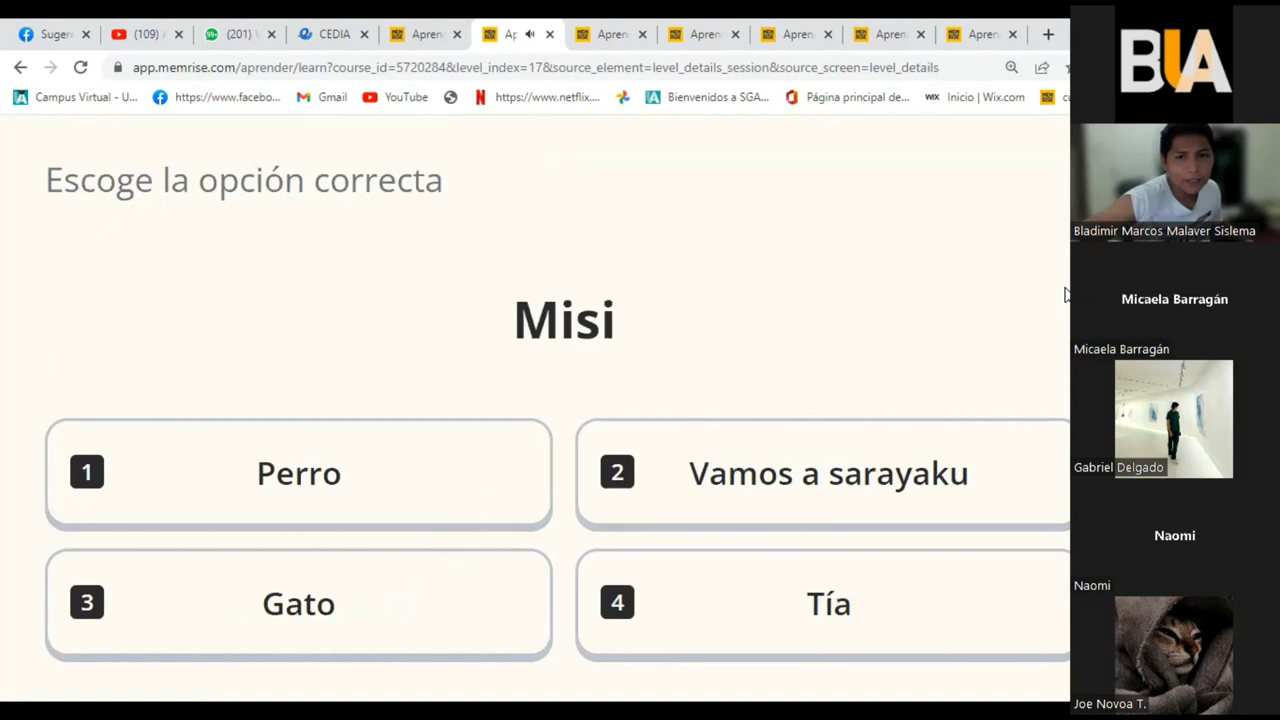 Suger
(109)
(201)
CEDIA
Apren
Ap
Apren
Apren
Apren
Apren
Apren
app.memrise.com/aprender/learn?course_id=5720284&level_index=17&source_element=level_details_session&source_screen=level_details
Campus Virtual - U...
https://www.facebo...
Gmail
YouTube
https://www.netflix....
Bienvenidos a SGA...
Página principal de...
WIX Inicio | Wix.com
BUA
Escoge la opción correcta
Misi
1 Perro
2 Vamos a sarayaku
3 Gato
4 Tía
Bladimir Marcos Malaver Sislema
Micaela Barragán
Micaela Barragán
Gabriel Delgado
Naomi
Naomi
Joe Novoa T.